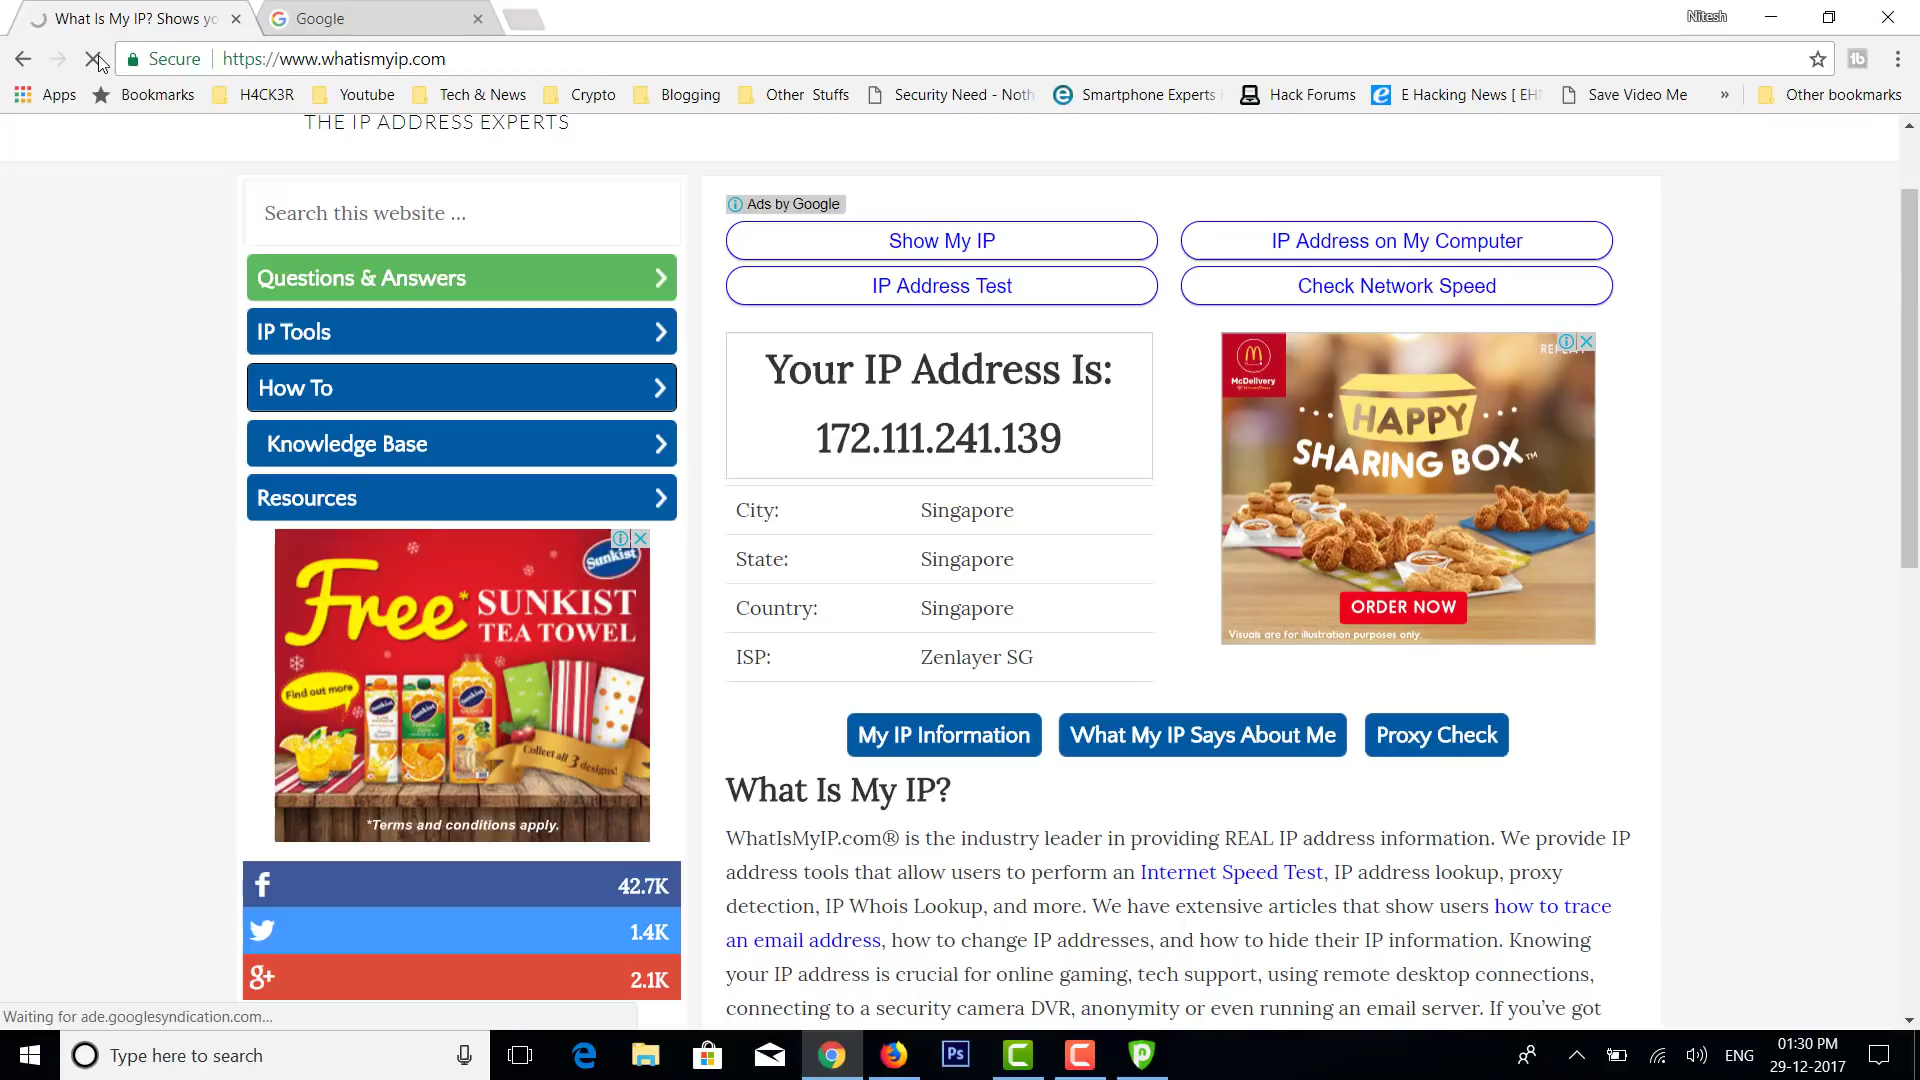 What Is My IP? Shows yo
Google
Nitesh
Secure
https://www.whatismyip.com
Apps
Bookmarks
H4CK3R
Youtube
Tech & News
Crypto
Blogging
Other Stuffs
Security Need - Noth
Smartphone Experts
Hack Forums
E Hacking News [ EH
Save Video Me
»
Other bookmarks
THE IP ADDRESS EXPERTS
Search this website …
Questions & Answers
IP Tools
How To
Knowledge Base
Resources
Free* SUNKIST
TEA TOWEL
Sunkist
Find out more
Collect all 3 designs!
*Terms and conditions apply.
42.7K
1.4K
2.1K
Ads by Google
Show My IP
IP Address on My Computer
IP Address Test
Check Network Speed
Your IP Address Is:
172.111.241.139
City: Singapore
State: Singapore
Country: Singapore
ISP: Zenlayer SG
McDelivery
HAPPY
SHARING BOX™
ORDER NOW
Visuals are for illustration purposes only.
My IP Information
What My IP Says About Me
Proxy Check
What Is My IP?
WhatIsMyIP.com® is the industry leader in providing REAL IP address information. We provide IP
address tools that allow users to perform an Internet Speed Test, IP address lookup, proxy
detection, IP Whois Lookup, and more. We have extensive articles that show users how to trace
an email address, how to change IP addresses, and how to hide their IP information. Knowing
your IP address is crucial for online gaming, tech support, using remote desktop connections,
connecting to a security camera DVR, anonymity or even running an email server. If you’ve got
Waiting for ade.googlesyndication.com...
Type here to search
Ps
ENG
01:30 PM
29-12-2017